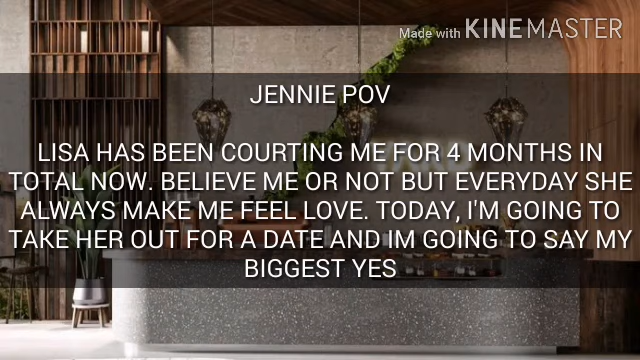 Made with KINEMASTER
JENNIE POV
LISA HAS BEEN COURTING ME FOR 4 MONTHS IN
TOTAL NOW. BELIEVE ME OR NOT BUT EVERYDAY SHE
ALWAYS MAKE ME FEEL LOVE. TODAY, I'M GOING TO
TAKE HER OUT FOR A DATE AND IM GOING TO SAY MY
BIGGEST YES